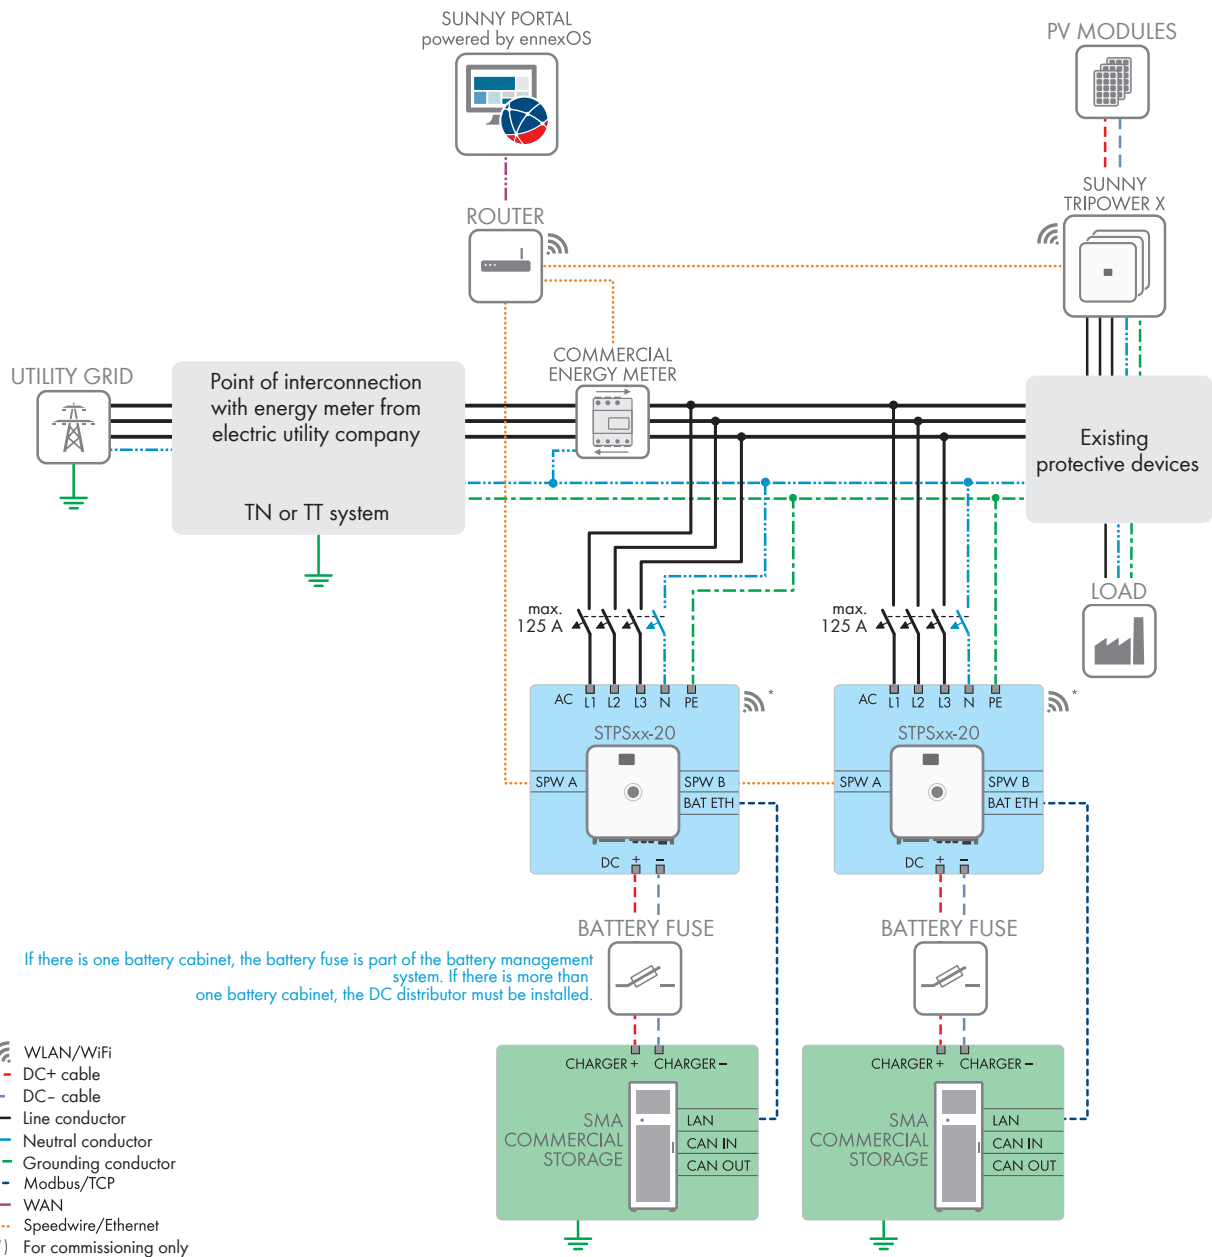 SUNNY PORTAL
powered by ennexOS
PV MODULES
SUNNY
TRIPOWER X
ROUTER
COMMERCIAL
ENERGY METER
UTILITY GRID
Point of interconnection
with energy meter from
electric utility company
TN or TT system
Existing
protective devices
LOAD
max.
125 A
max.
125 A
AC L1 L2 L3 N PE *
AC L1 L2 L3 N PE *
STPSxx-20
STPSxx-20
SPW A
SPW B
BAT ETH
SPW A
SPW B
BAT ETH
DC + –
DC + –
BATTERY FUSE
BATTERY FUSE
If there is one battery cabinet, the battery fuse is part of the battery management
system. If there is more than
one battery cabinet, the DC distributor must be installed.
CHARGER + CHARGER –
CHARGER + CHARGER –
SMA
COMMERCIAL
STORAGE
LAN
CAN IN
CAN OUT
SMA
COMMERCIAL
STORAGE
LAN
CAN IN
CAN OUT
WLAN/WiFi
DC+ cable
DC– cable
Line conductor
Neutral conductor
Grounding conductor
Modbus/TCP
WAN
Speedwire/Ethernet
*) For commissioning only